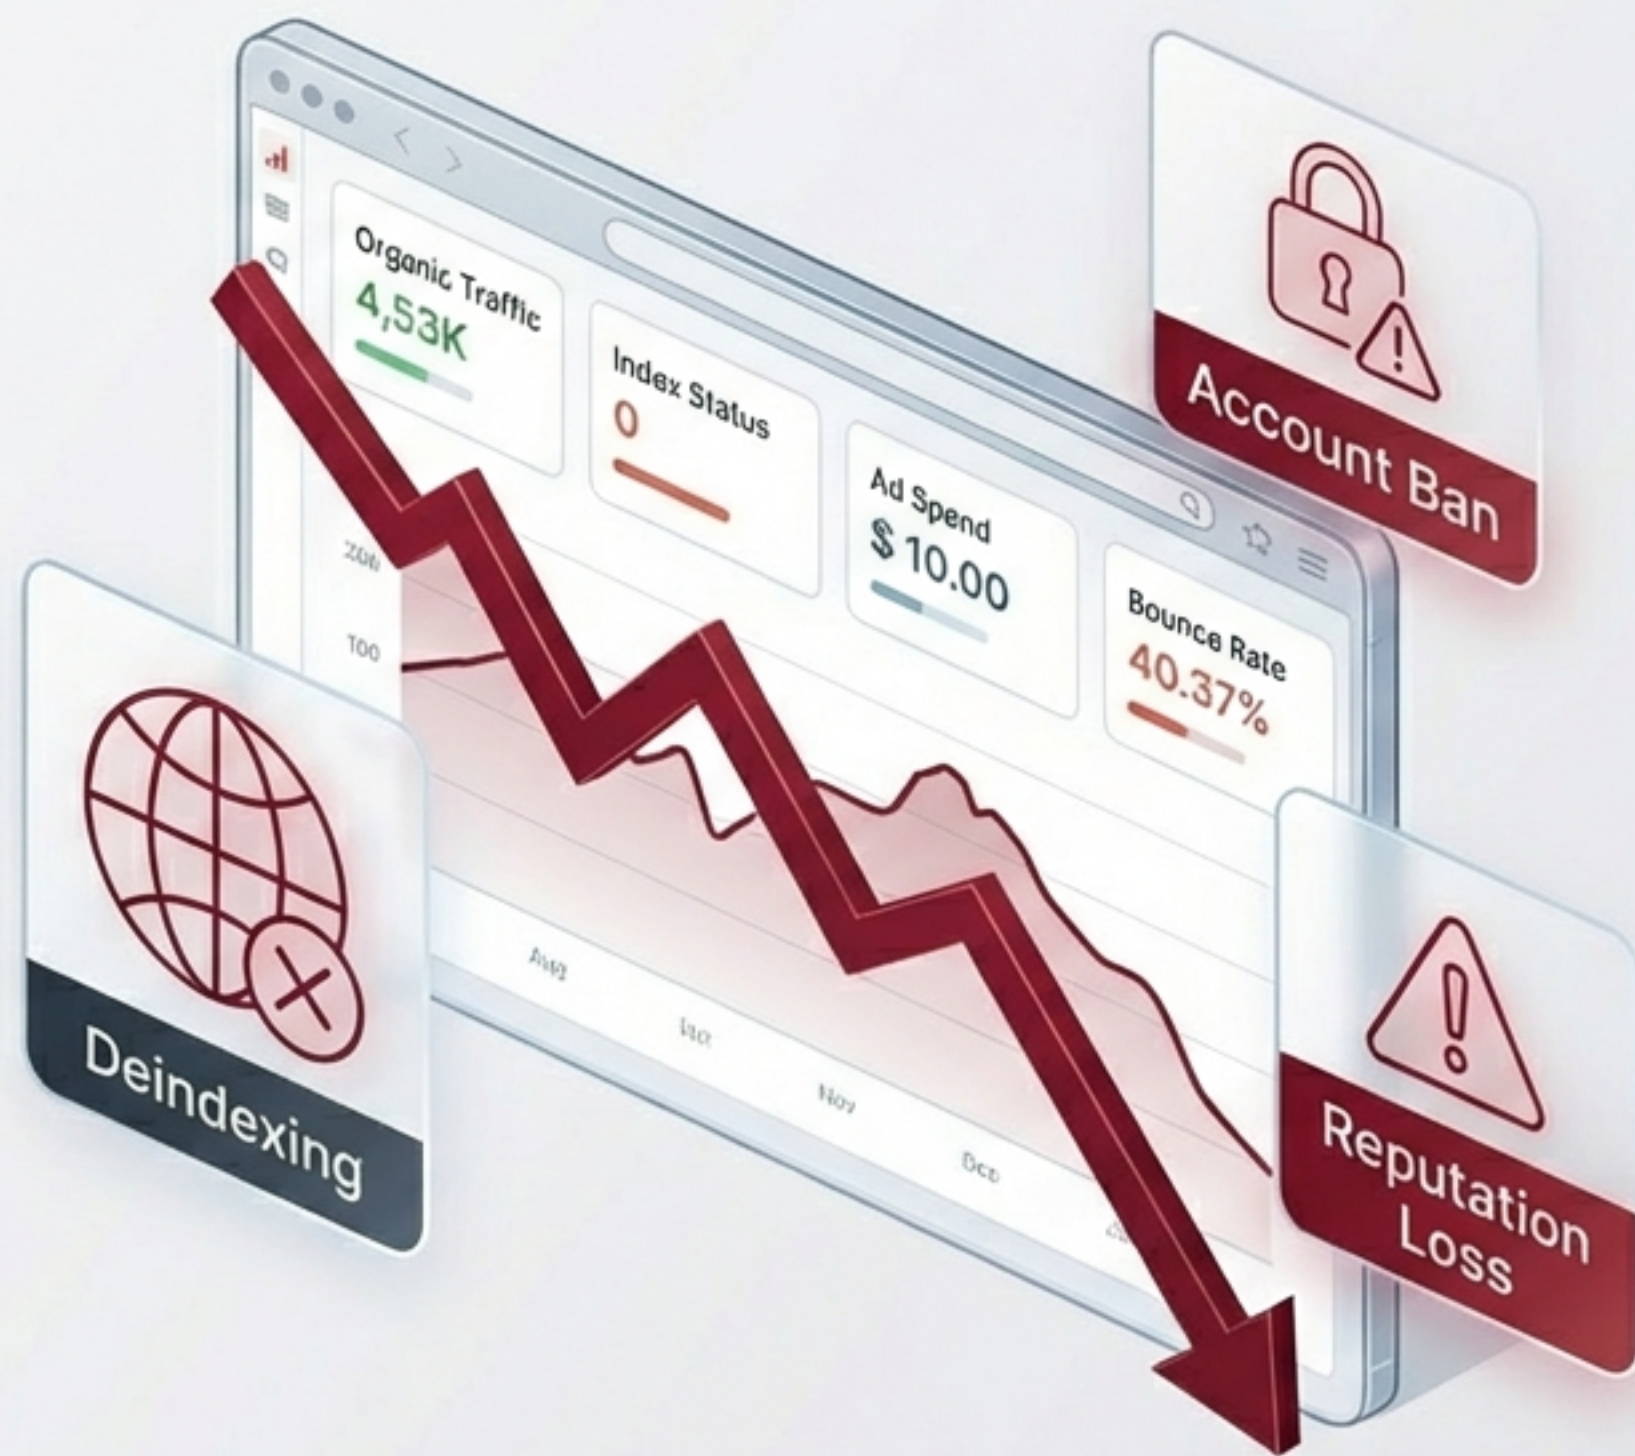 Organic Traffic
4,53K
Index Status
0
Ad Spend
$ 10.00
Bounce Rate
40.37%
Account Ban
100
Nov
Deindexing
Reputation
Loss